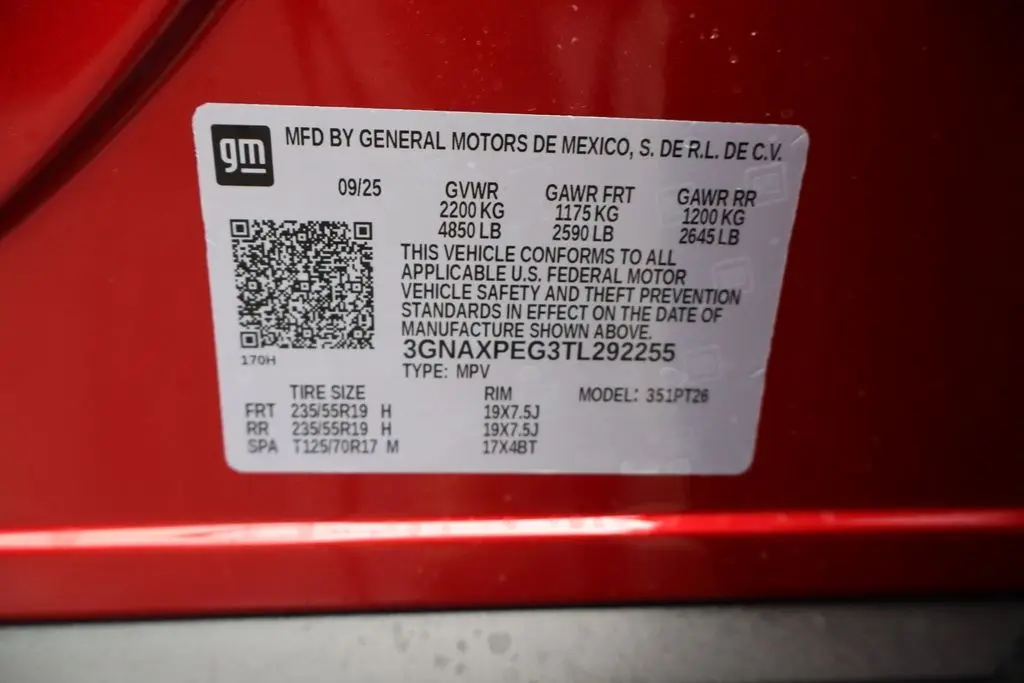 gm
MFD BY GENERAL MOTORS DE MEXICO, S. DE R.L. DE C.V.
09/25 GVWR GAWR FRT GAWR RR
2200 KG 1175 KG 1200 KG
4850 LB 2590 LB 2645 LB
THIS VEHICLE CONFORMS TO ALL
APPLICABLE U.S. FEDERAL MOTOR
VEHICLE SAFETY AND THEFT PREVENTION
STANDARDS IN EFFECT ON THE DATE OF
MANUFACTURE SHOWN ABOVE.
170H
3GNAXPEG3TL292255
TYPE: MPV
TIRE SIZE RIM MODEL: 351PT26
FRT 235/55R19 H 19X7.5J
RR 235/55R19 H 19X7.5J
SPA T125/70R17 M 17X4BT